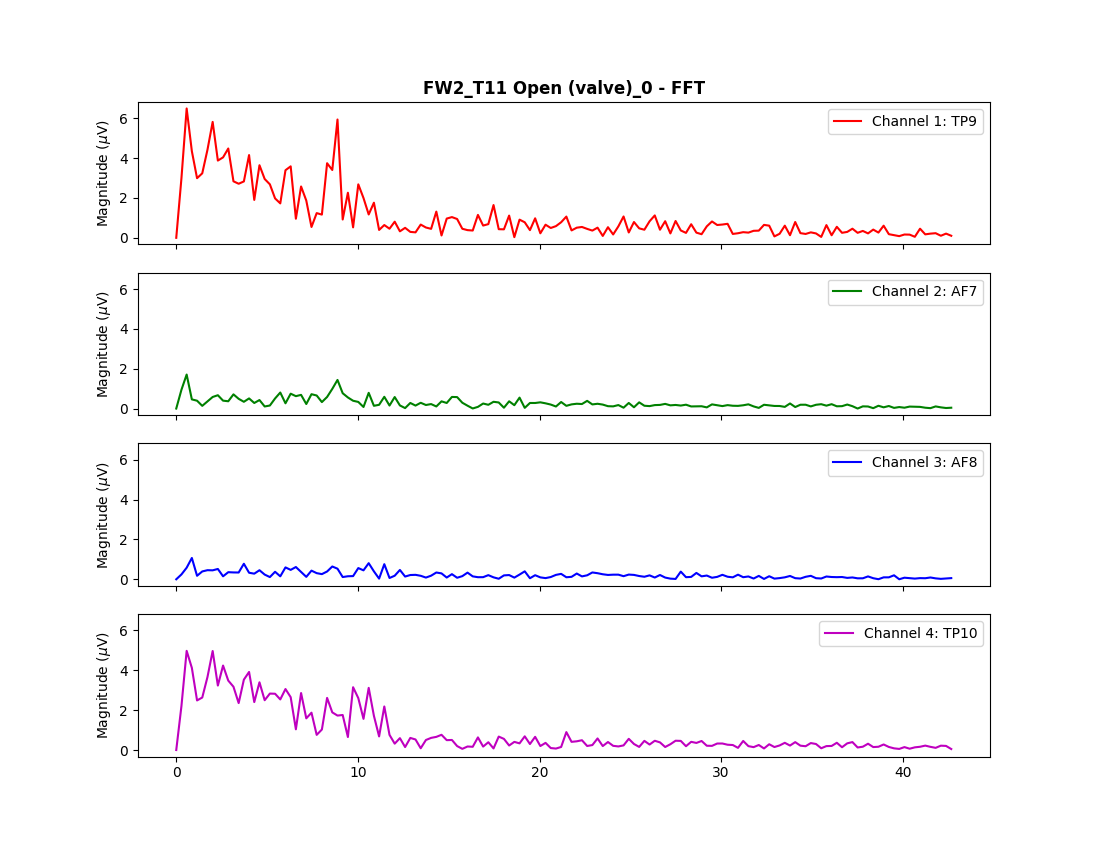 FW2_T11 Open (valve)_0 - FFT
Magnitude (μV)
6
4
2
0
Channel 1: TP9
Magnitude (μV)
6
4
2
0
Channel 2: AF7
Magnitude (μV)
6
4
2
0
Channel 3: AF8
Magnitude (μV)
6
4
2
0
Channel 4: TP10
0 10 20 30 40